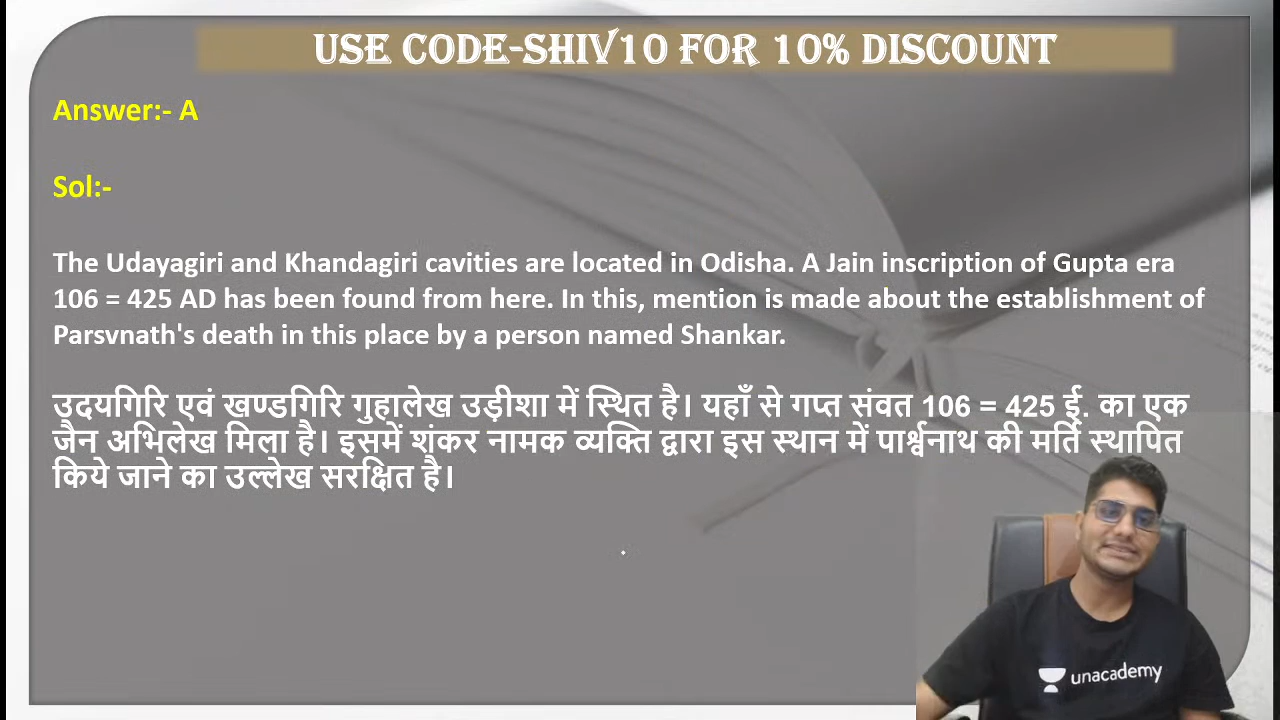 USE CODE-SHIV10 FOR 10% DISCOUNT
Answer:- A
Sol:-
The Udayagiri and Khandagiri cavities are located in Odisha. A Jain inscription of Gupta era
106 = 425 AD has been found from here. In this, mention is made about the establishment of
Parsvnath's death in this place by a person named Shankar.
उदयगिरि एवं खण्डगिरि गुहालेख उड़ीशा में स्थित है। यहाँ से गप्त संवत 106 = 425 ई. का एक
जैन अभिलेख मिला है। इसमें शंकर नामक व्यक्ति द्वारा इस स्थान में पार्श्वनाथ की मर्ति स्थापित
किये जाने का उल्लेख सरक्षित है।
unacademy